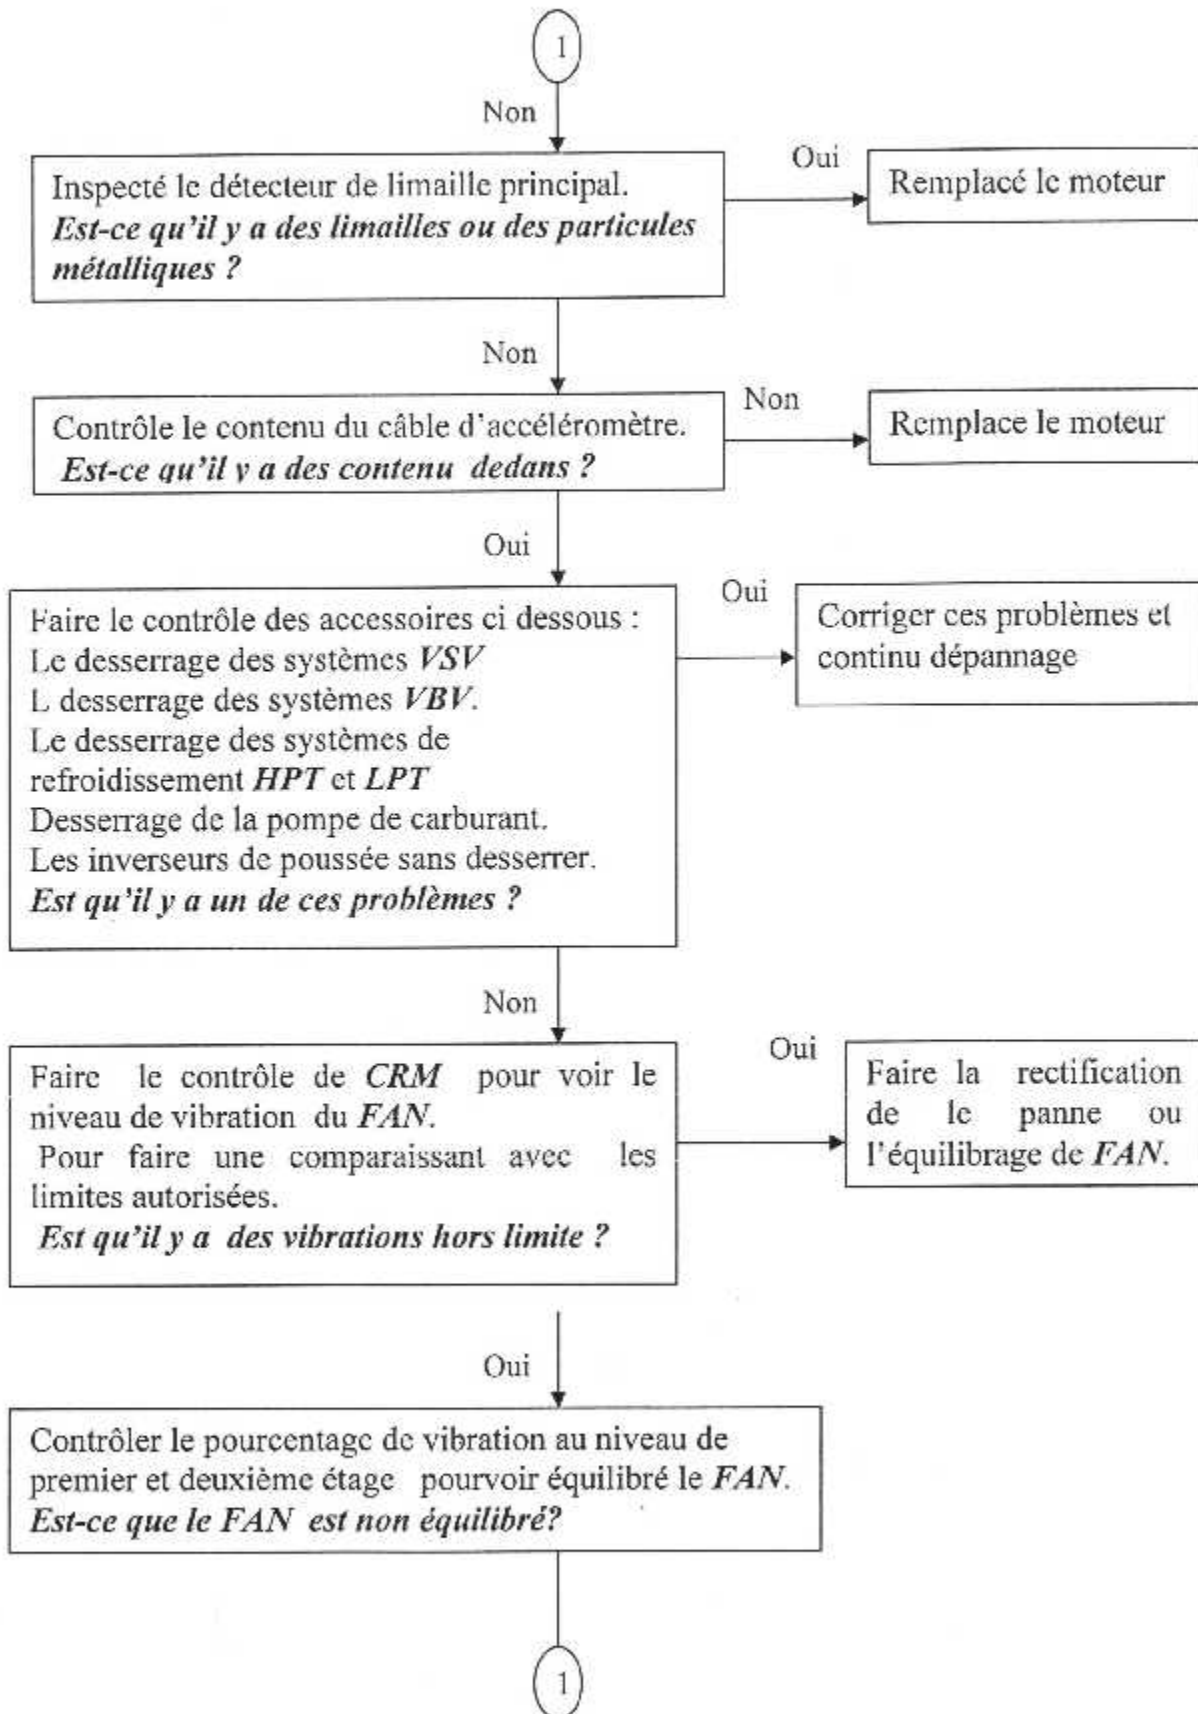 1
Non
Inspecté le détecteur de limaille principal.
Est-ce qu'il y a des limailles ou des particules
métalliques ?
Oui
Remplacé le moteur
Non
Contrôle le contenu du câble d'accéléromètre.
Est-ce qu'il y a des contenu dedans ?
Non
Remplace le moteur
Oui
Faire le contrôle des accessoires ci dessous :
Le desserrage des systèmes VSV
L desserrage des systèmes VBV.
Le desserrage des systèmes de
refroidissement HPT et LPT
Desserrage de la pompe de carburant.
Les inverseurs de poussée sans desserrer.
Est qu'il y a un de ces problèmes ?
Oui
Corriger ces problèmes et
continu dépannage
Non
Faire le contrôle de CRM pour voir le
niveau de vibration du FAN.
Pour faire une comparaissant avec les
limites autorisées.
Est qu'il y a des vibrations hors limite ?
Oui
Faire la rectification
de le panne ou
l'équilibrage de FAN.
Oui
Contrôler le pourcentage de vibration au niveau de
premier et deuxième étage pourvoir équilibré le FAN.
Est-ce que le FAN est non équilibré?
1